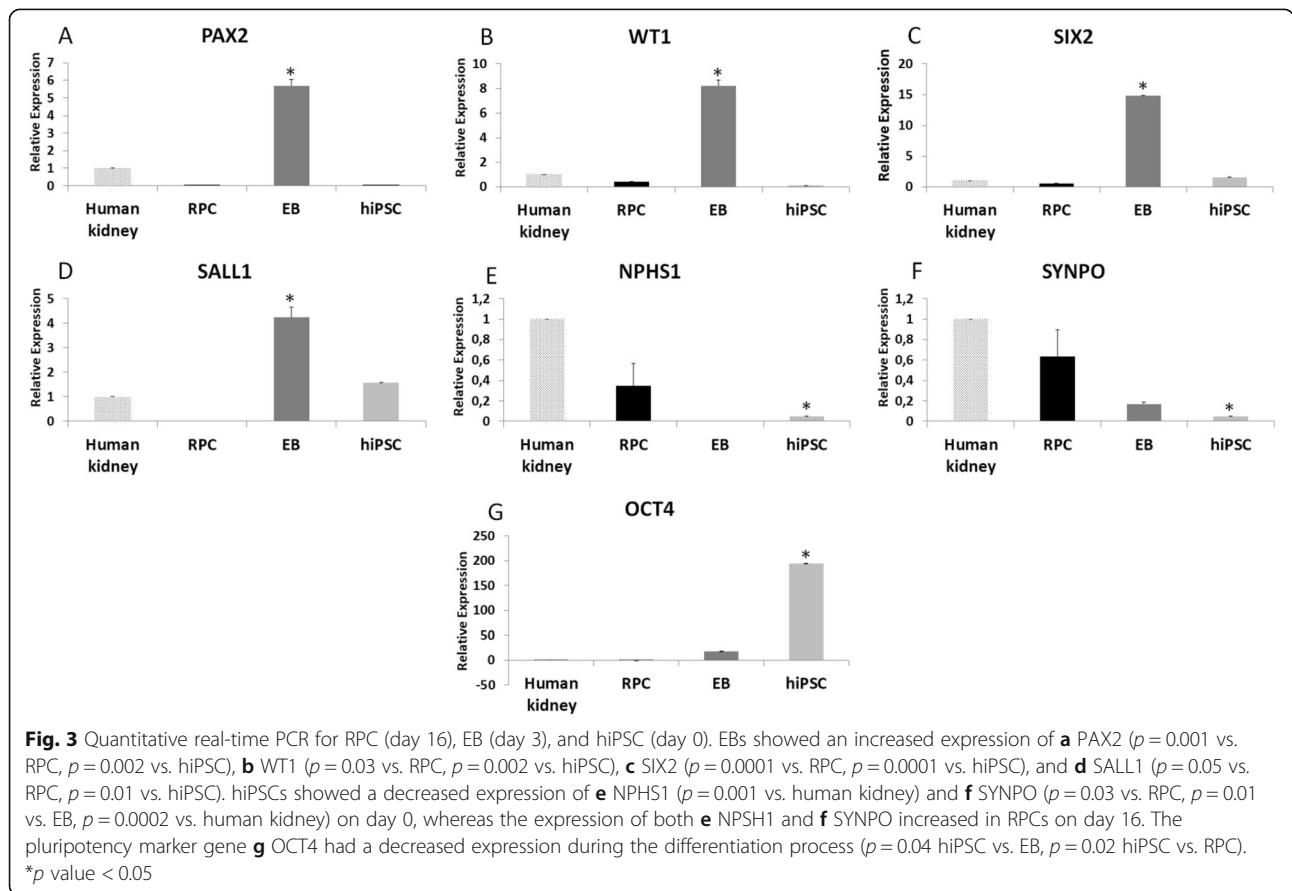 A
PAX2
Relative Expression
7
6
5
4
3
2
1
0
*
Human kidney
RPC
EB
hiPSC
B
WT1
Relative Expression
10
8
6
4
2
0
*
Human kidney
RPC
EB
hiPSC
C
SIX2
Relative Expression
20
15
10
5
0
*
Human kidney
RPC
EB
hiPSC
D
SALL1
Relative Expression
5
4
3
2
1
0
*
Human kidney
RPC
EB
hiPSC
E
NPHS1
Relative Expression
1,2
1
0,8
0,6
0,4
0,2
0
*
Human kidney
RPC
EB
hiPSC
F
SYNPO
Relative Expression
1,2
1
0,8
0,6
0,4
0,2
0
*
Human kidney
RPC
EB
hiPSC
G
OCT4
Relative Expression
250
200
150
100
50
0
-50
*
Human kidney
RPC
EB
hiPSC
Fig. 3 Quantitative real-time PCR for RPC (day 16), EB (day 3), and hiPSC (day 0). EBs showed an increased expression of a PAX2 (p = 0.001 vs.
RPC, p = 0.002 vs. hiPSC), b WT1 (p = 0.03 vs. RPC, p = 0.002 vs. hiPSC), c SIX2 (p = 0.0001 vs. RPC, p = 0.0001 vs. hiPSC), and d SALL1 (p = 0.05 vs.
RPC, p = 0.01 vs. hiPSC). hiPSCs showed a decreased expression of e NPHS1 (p = 0.001 vs. human kidney) and f SYNPO (p = 0.03 vs. RPC, p = 0.01
vs. EB, p = 0.0002 vs. human kidney) on day 0, whereas the expression of both e NPSH1 and f SYNPO increased in RPCs on day 16. The
pluripotency marker gene g OCT4 had a decreased expression during the differentiation process (p = 0.04 hiPSC vs. EB, p = 0.02 hiPSC vs. RPC).
*p value < 0.05